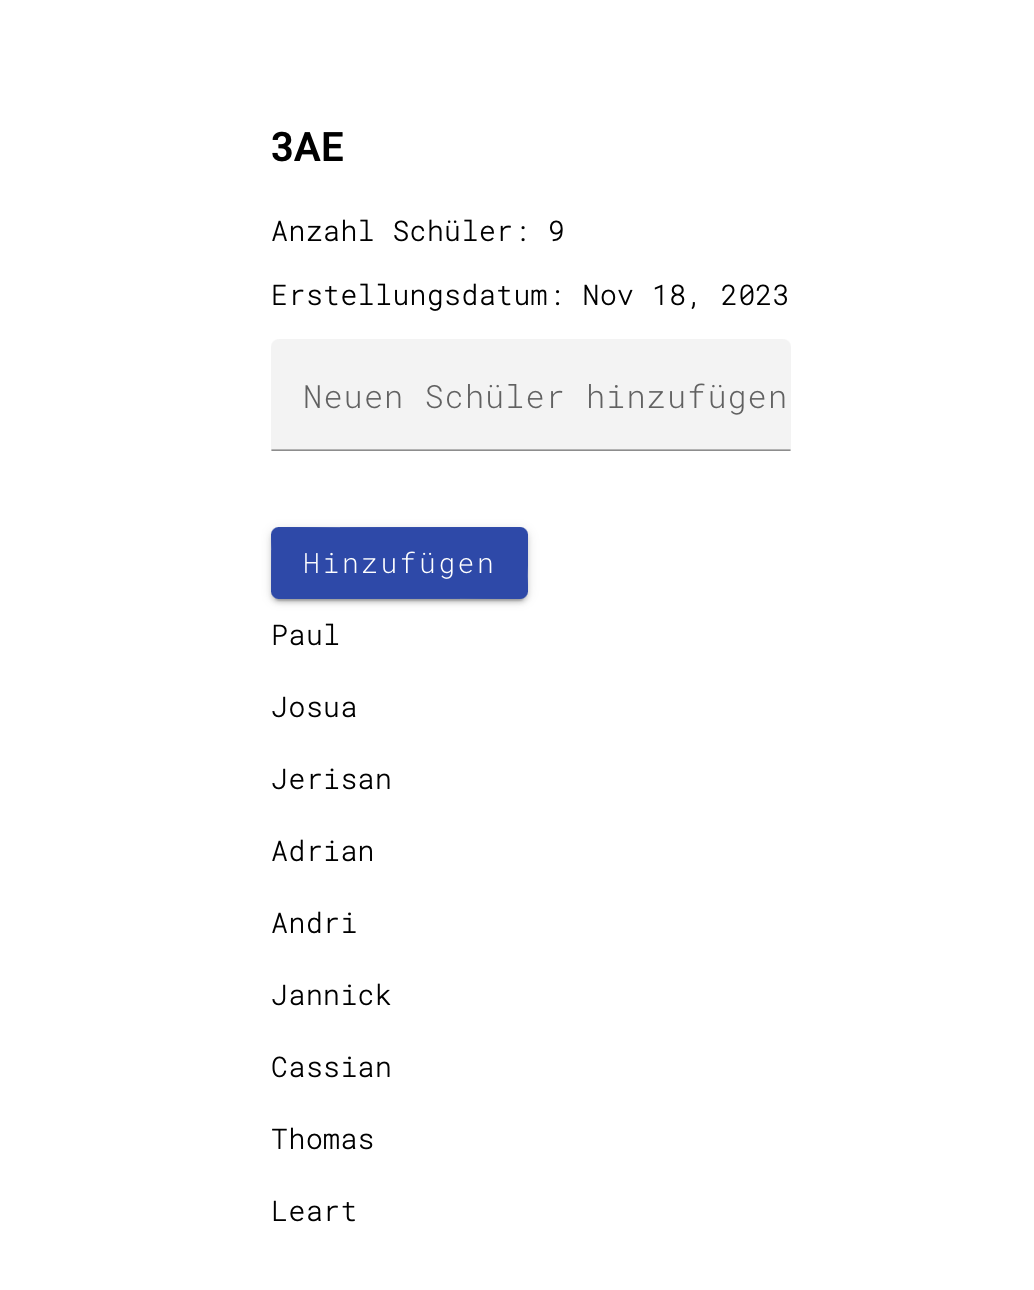 3AE
Anzahl Schüler: 9
Erstellungsdatum: Nov 18, 2023
Neuen Schüler hinzufügen
Hinzufügen
Paul
Josua
Jerisan
Adrian
Andri
Jannick
Cassian
Thomas
Leart